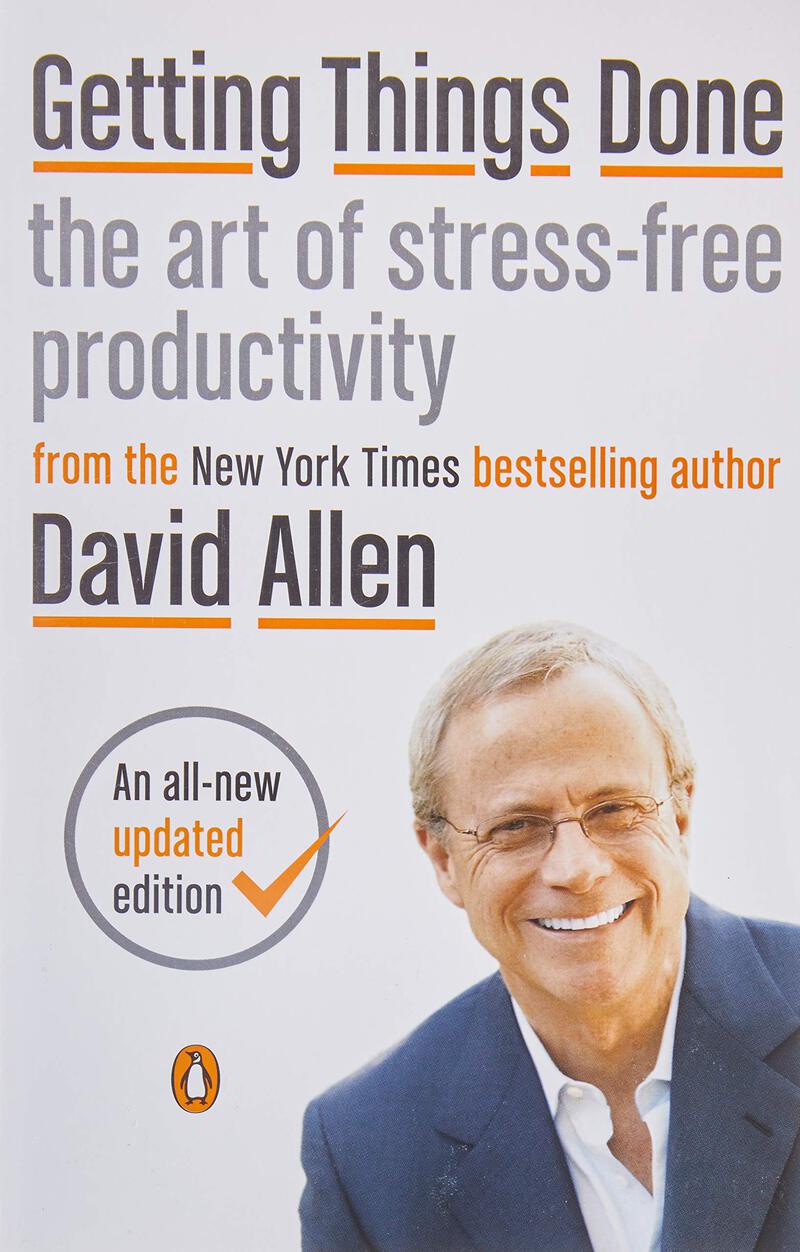 Getting Things Done
the art of stress-free
productivity
from the New York Times bestselling author
David Allen
An all-new
updated
edition